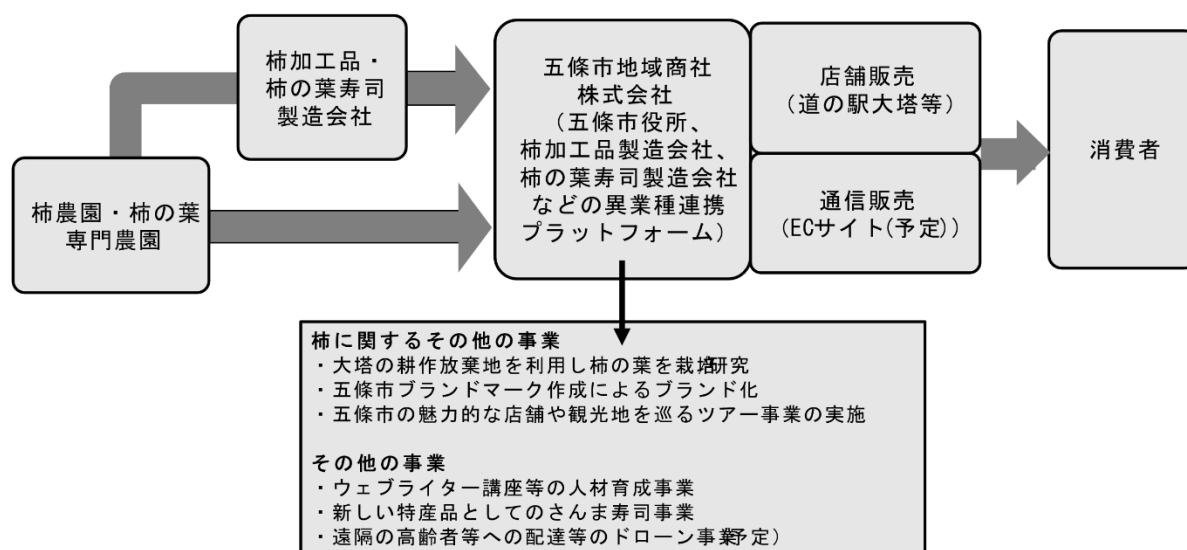 柿加工品・
柿の葉寿司
製造会社
柿農園・柿の葉
専門農園
五條市地域商社
株式会社
（五條市役所、
柿加工品製造会社、
柿の葉寿司製造会社
などの異業種連携
プラットフォーム）
店舗販売
（道の駅大塔等）
通信販売
（ECサイト(予定)）
消費者
柿に関するその他の事業
・大塔の耕作放棄地を利用し柿の葉を栽培研究
・五條市ブランドマーク作成によるブランド化
・五條市の魅力的な店舗や観光地を巡るツアー事業の実施
その他の事業
・ウェブライター講座等の人材育成事業
・新しい特産品としてのさんま寿司事業
・遠隔の高齢者等への配達等のドローン事業予定）